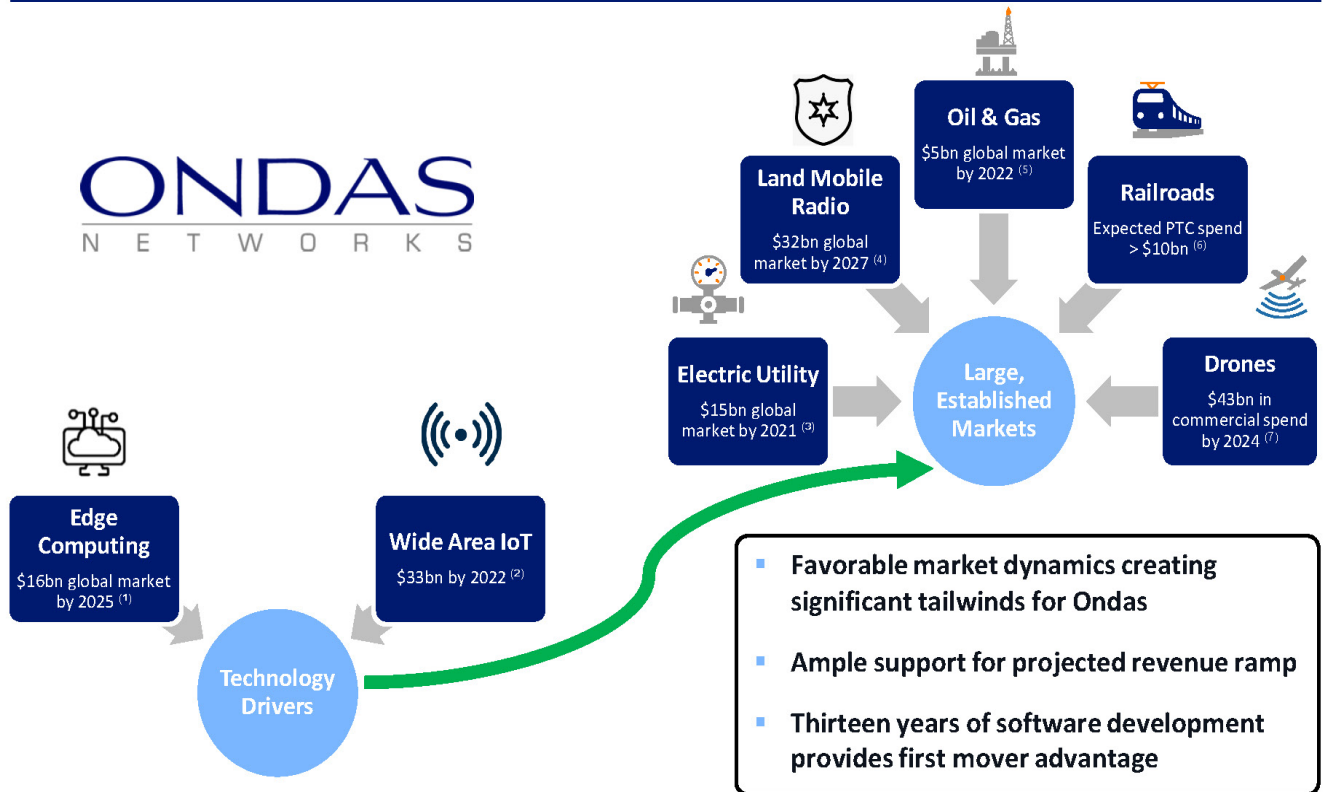 ONDAS
NETWORKS
Oil & Gas
$5bn global market
by 2022 (5)
Land Mobile
Radio
$32bn global
market by 2027 (4)
Railroads
Expected PTC spend
> $10bn (6)
Electric Utility
$15bn global
market by 2021 (3)
Large,
Established
Markets
Drones
$43bn in
commercial spend
by 2024 (7)
Edge
Computing
$16bn global market
by 2025 (1)
Wide Area IoT
$33bn by 2022 (2)
Technology
Drivers
▪ Favorable market dynamics creating
significant tailwinds for Ondas
▪ Ample support for projected revenue ramp
▪ Thirteen years of software development
provides first mover advantage